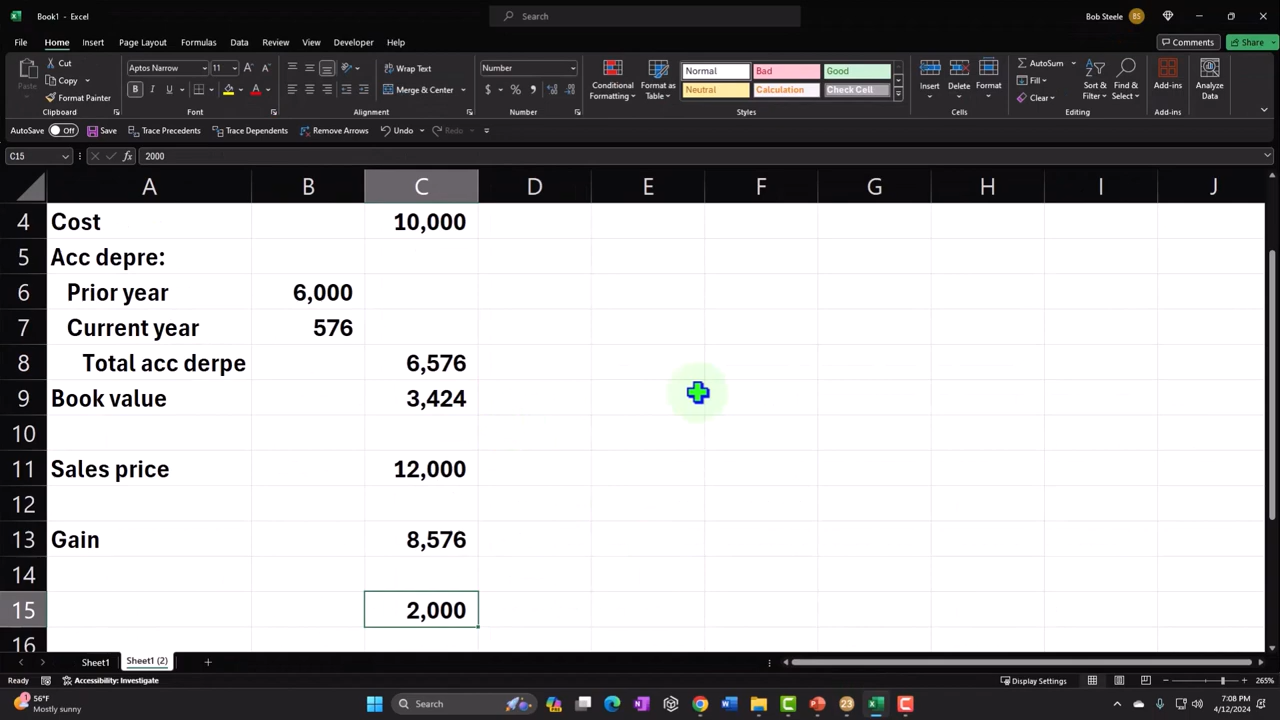 Book1 - Excel
Search
Bob Steele
BS
File
Home
Insert
Page Layout
Formulas
Data
Review
View
Developer
Help
Comments
Share
Paste
Cut
Copy
Format Painter
Clipboard
Aptos Narrow
11
Font
Wrap Text
Merge & Center
Alignment
Number
Number
Conditional Formatting
Format as Table
Normal
Bad
Good
Neutral
Calculation
Check Cell
Styles
Insert
Delete
Format
Cells
AutoSum
Fill
Clear
Sort & Filter
Find & Select
Editing
Add-ins
Add-ins
Analyze Data
AutoSave Off Save Trace Precedents Trace Dependents Remove Arrows Undo Redo
C15 fx 2000
A B C D E F G H I J
4 Cost 10,000
5 Acc depre:
6 Prior year 6,000
7 Current year 576
8 Total acc derpe 6,576
9 Book value 3,424
10
11 Sales price 12,000
12
13 Gain 8,576
14
15 2,000
16
Sheet1 Sheet1 (2)
Ready Accessibility: Investigate Display Settings 265%
56°F
Mostly sunny
Search
23
7:08 PM
4/12/2024